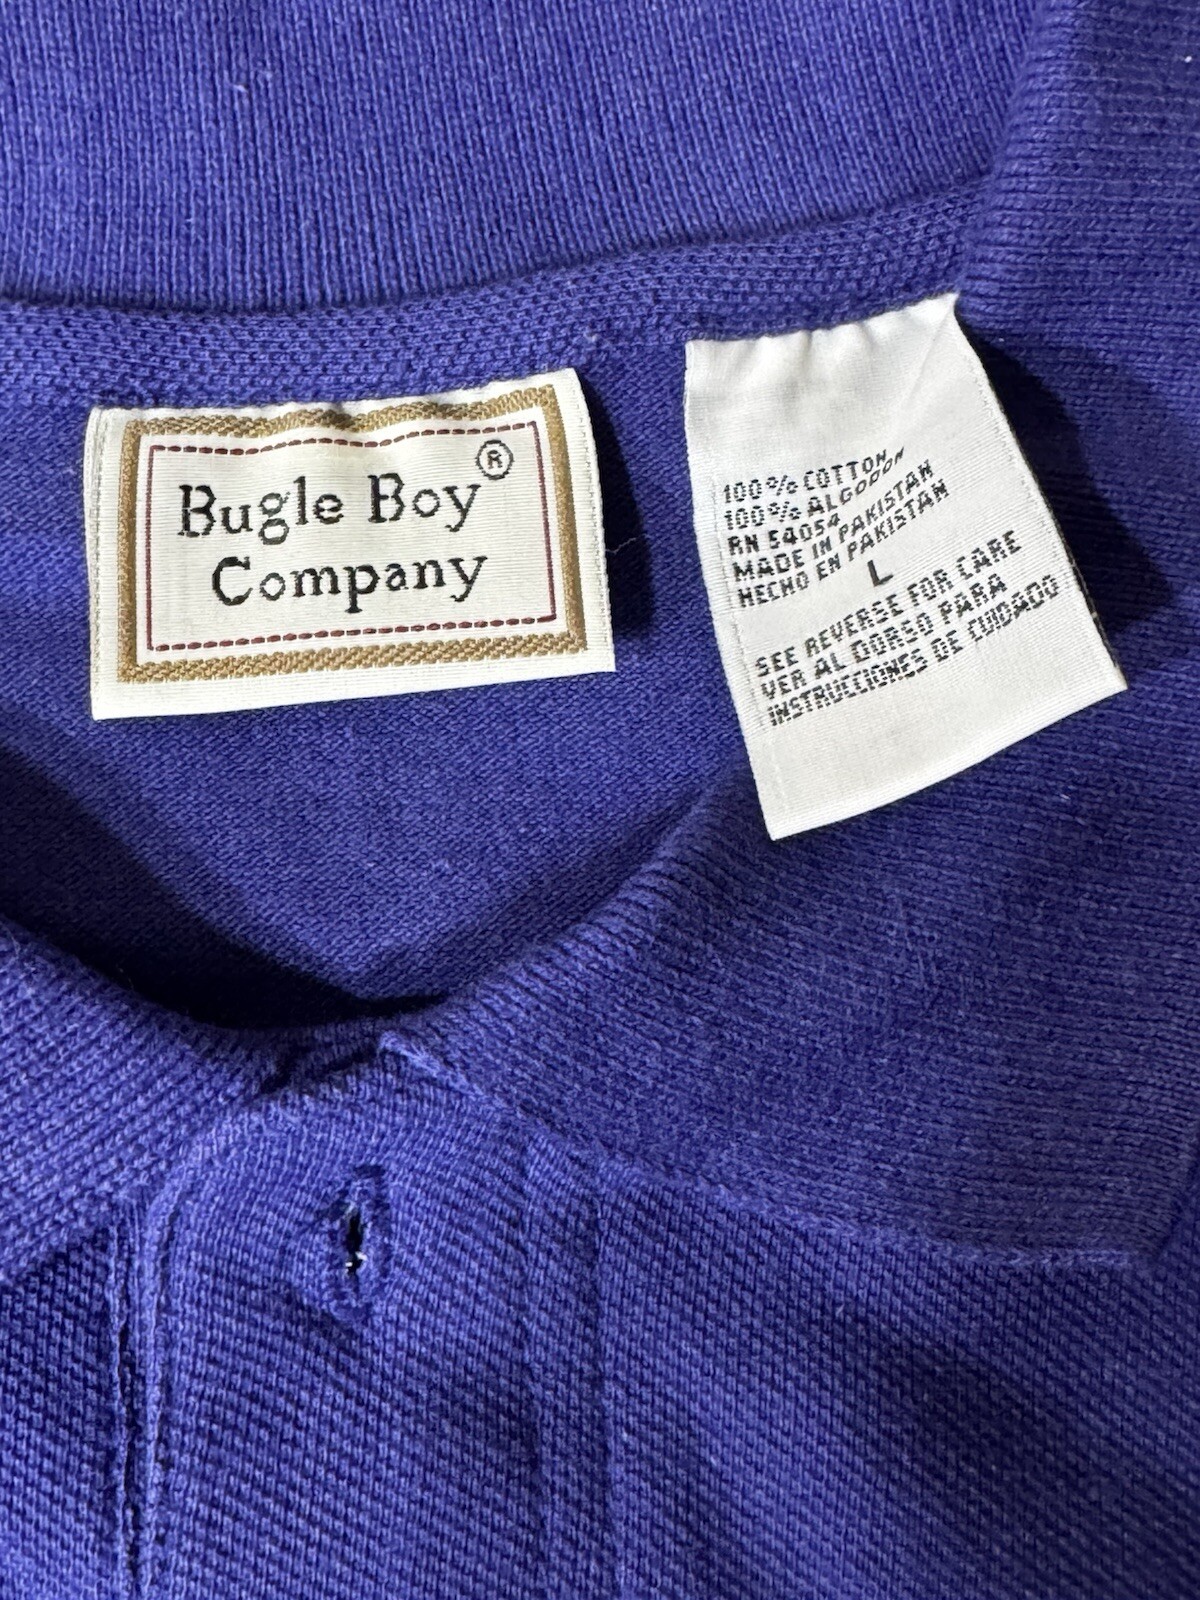 Bugle Boy®
Company
100% COTTON
100% ALGODON
RN 54054
MADE IN PAKISTAN
HECHO EN PAKISTAN
L
SEE REVERSE FOR CARE
VER AL DORSO PARA
INSTRUCCIONES DE CUIDADO